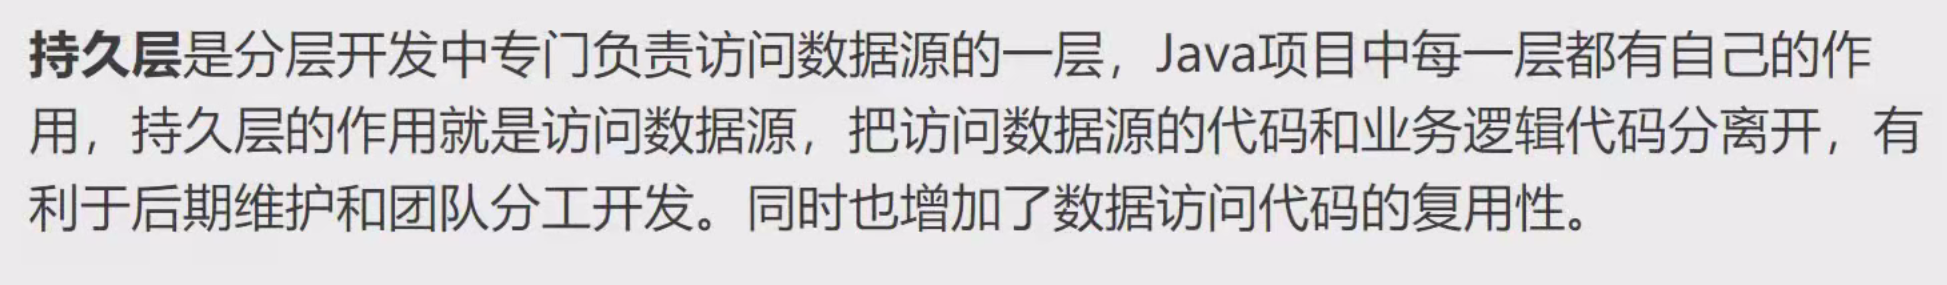 持久层是分层开发中专门负责访问数据源的一层，Java项目中每一层都有自己的作
用，持久层的作用就是访问数据源，把访问数据源的代码和业务逻辑代码分离开，有
利于后期维护和团队分工开发。同时也增加了数据访问代码的复用性。